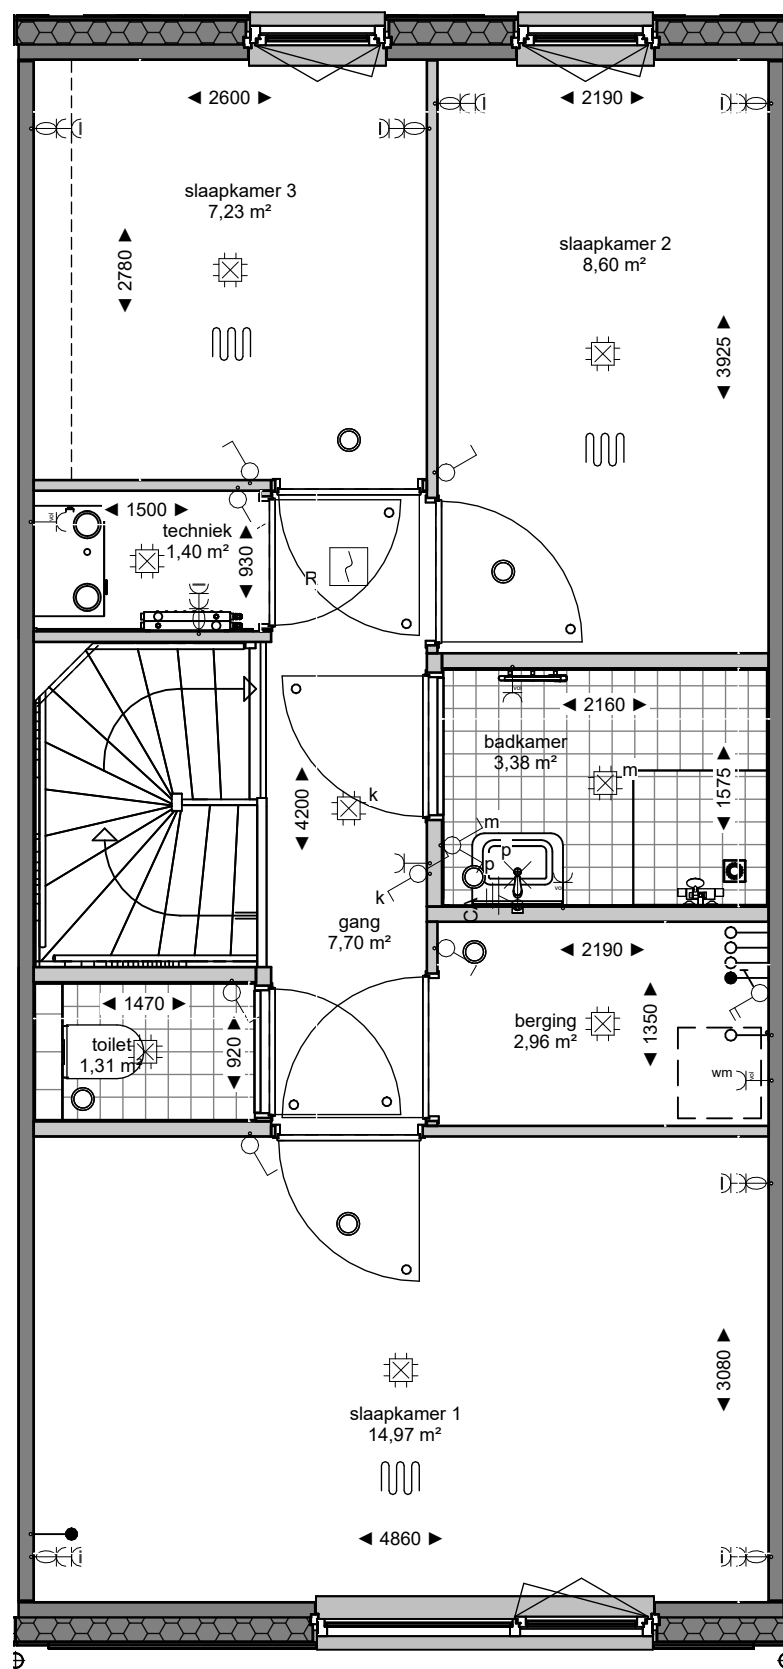 2600
2190
slaapkamer 3
7,23 m²
slaapkamer 2
8,60 m²
2780
3925
1500
techniek
1,40 m²
930
R
2160
badkamer
3,38 m²
m
1575
4200
k
m
p
p
k
CA
gang
7,70 m²
2190
1470
berging
2,96 m²
1350
toilet
1,31 m²
920
wm
vol
3080
slaapkamer 1
14,97 m²
4860